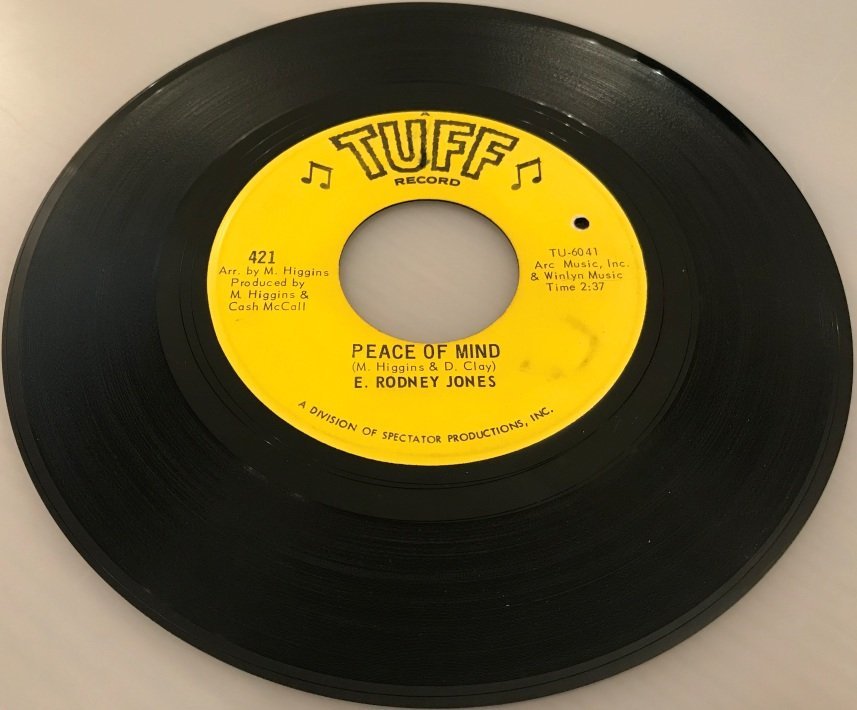 TUFF
RECORD
421
Arr. by M. Higgins
Produced by
M. Higgins &
Cash McCall
TU-6041
Arc Music, Inc.
& Winlyn Music
Time 2:37
PEACE OF MIND
(M. Higgins & D. Clay)
E. RODNEY JONES
A DIVISION OF SPECTATOR PRODUCTIONS, INC.